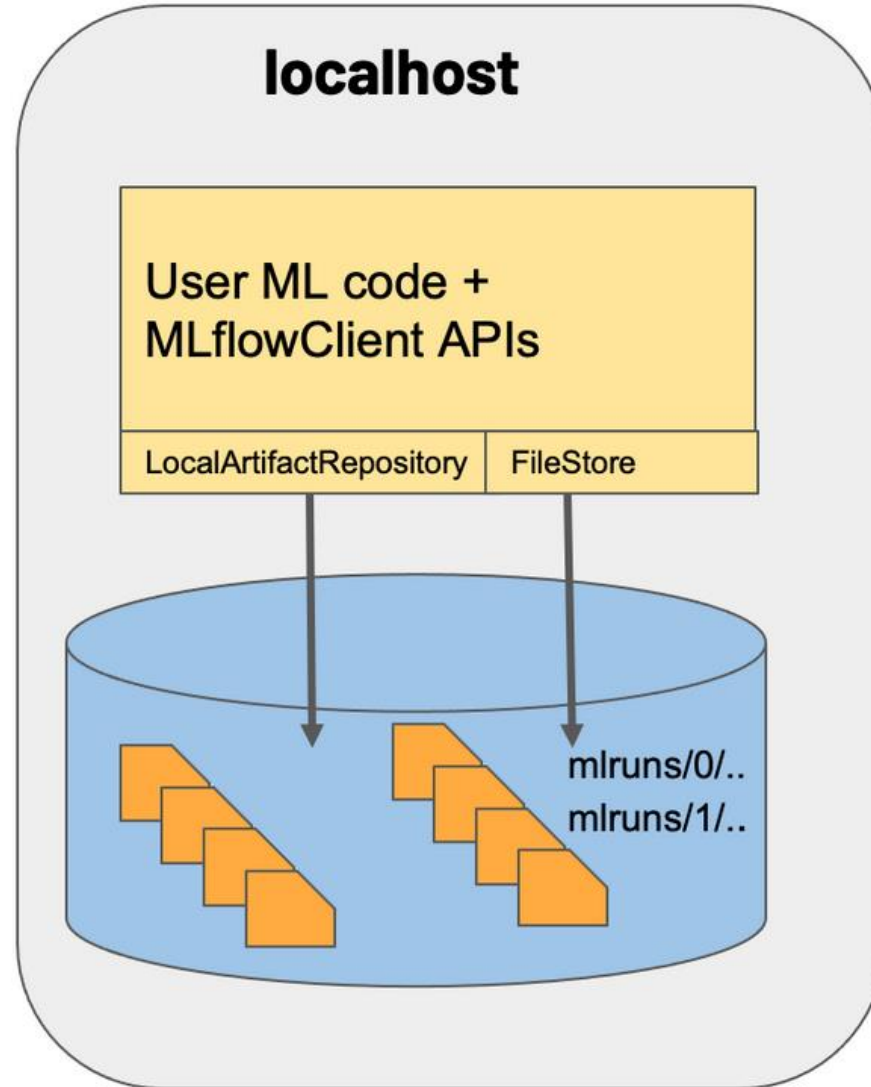 localhost
User ML code +
MLflowClient APIs
LocalArtifactRepository
FileStore
mlruns/0/..
mlruns/1/..